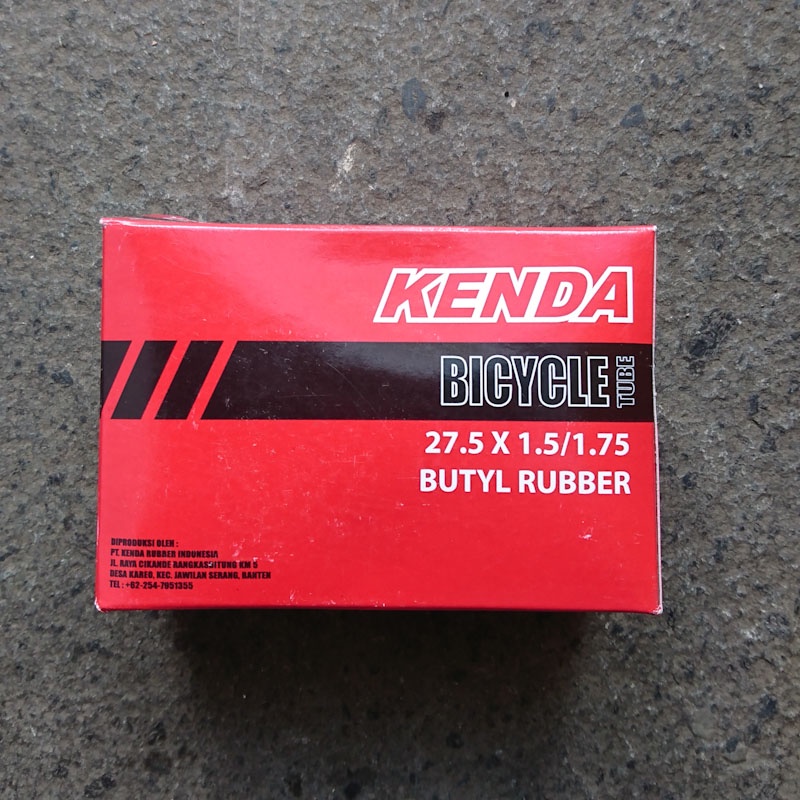 KENDA
BICYCLE TUBE
27.5 X 1.5/1.75
BUTYL RUBBER
DIPRODUKSI OLEH :
PT. KENDA RUBBER INDONESIA
JL. RAYA CIKANDE RANGKASBITUNG KM 5
DESA KAREO, KEC. JAWILAN SERANG, BANTEN
TEL : +62-254-7951355